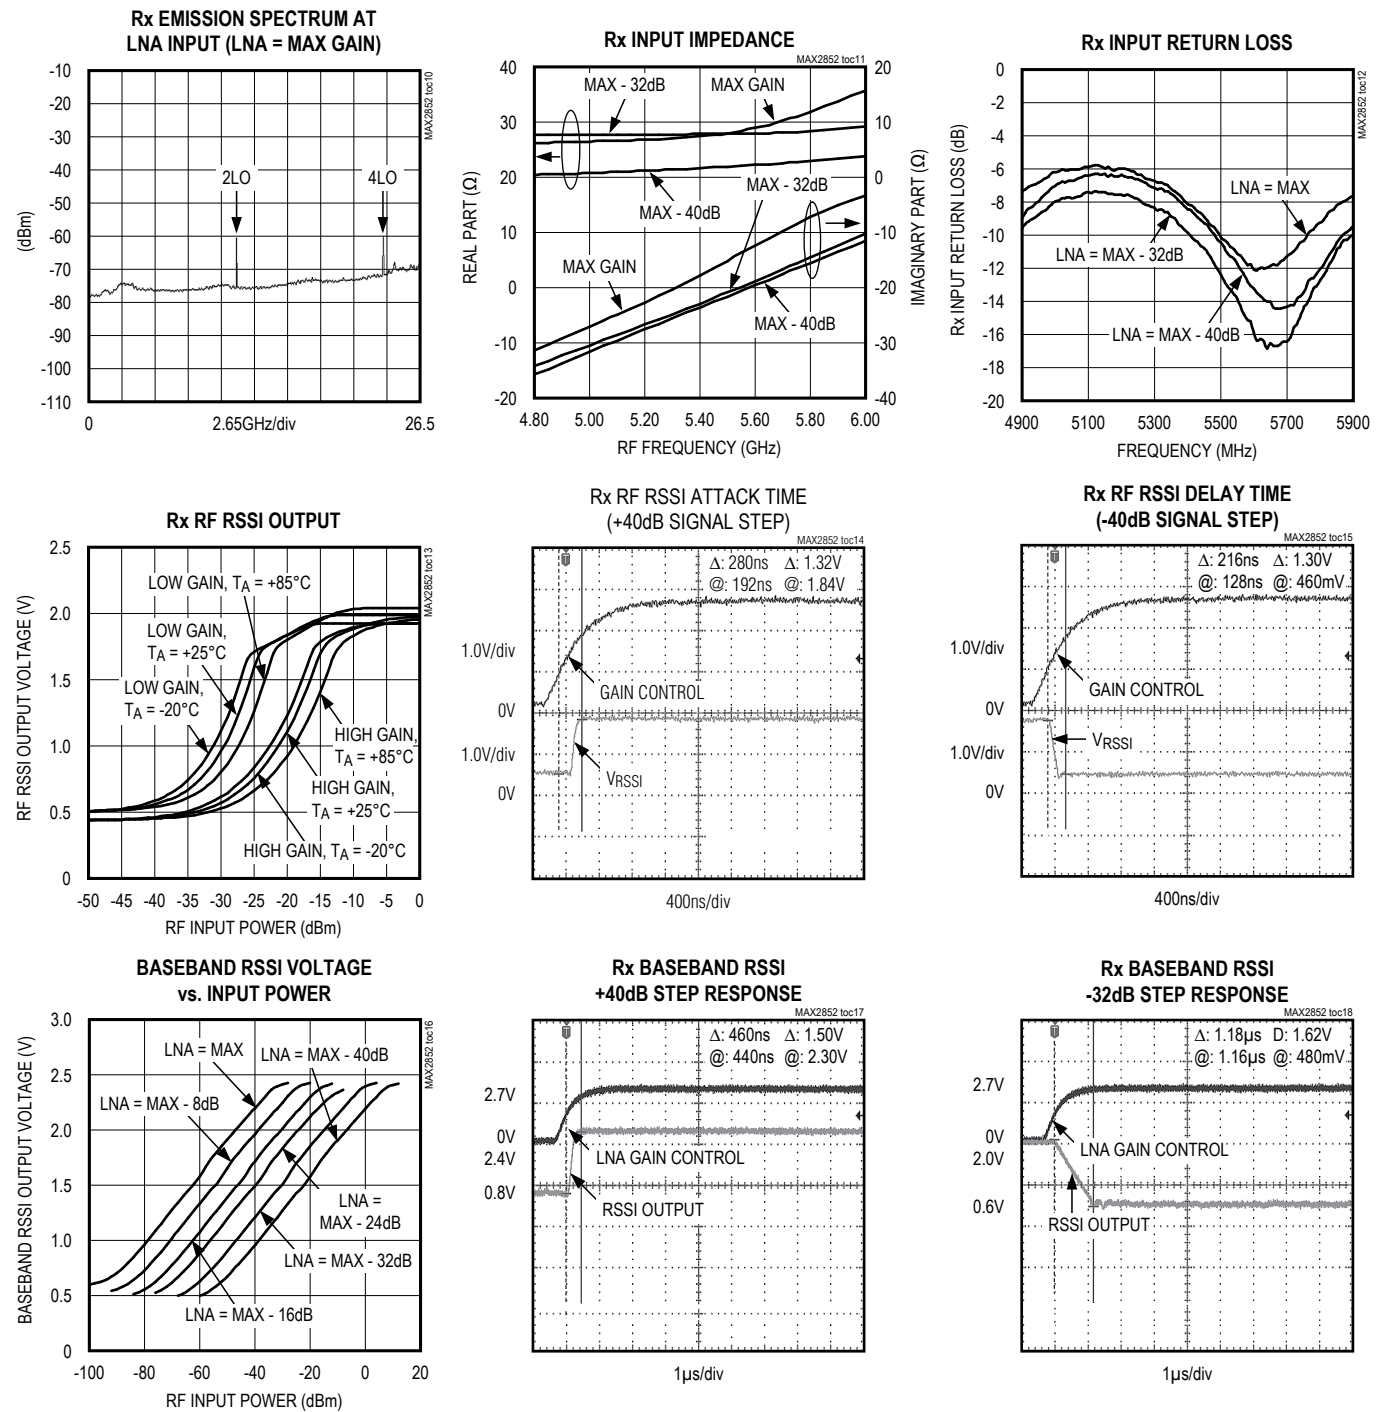 Rx EMISSION SPECTRUM AT
LNA INPUT (LNA = MAX GAIN)
MAX2852 toc10
-10
-20
-30
-40
-50
-60
-70
-80
-90
-100
-110
(dBm)
2LO
4LO
0
2.65GHz/div
26.5
Rx INPUT IMPEDANCE
MAX2852 toc11
40
30
20
10
0
-10
-20
REAL PART (Ω)
20
10
0
-10
-20
-30
-40
IMAGINARY PART (Ω)
MAX - 32dB
MAX GAIN
MAX - 40dB
MAX - 32dB
MAX GAIN
MAX - 40dB
4.80 5.00 5.20 5.40 5.60 5.80 6.00
RF FREQUENCY (GHz)
Rx INPUT RETURN LOSS
MAX2852 toc12
0
-2
-4
-6
-8
-10
-12
-14
-16
-18
-20
Rx INPUT RETURN LOSS (dB)
LNA = MAX
LNA = MAX - 32dB
LNA = MAX - 40dB
4900 5100 5300 5500 5700 5900
FREQUENCY (MHz)
Rx RF RSSI OUTPUT
MAX2852 toc13
2.5
2.0
1.5
1.0
0.5
0
RF RSSI OUTPUT VOLTAGE (V)
LOW GAIN, TA = +85°C
LOW GAIN,
TA = +25°C
LOW GAIN,
TA = -20°C
HIGH GAIN,
TA = +85°C
HIGH GAIN,
TA = +25°C
HIGH GAIN, TA = -20°C
-50 -45 -40 -35 -30 -25 -20 -15 -10 -5 0
RF INPUT POWER (dBm)
Rx RF RSSI ATTACK TIME
(+40dB SIGNAL STEP)
MAX2852 toc14
Δ: 280ns Δ: 1.32V
@: 192ns @: 1.84V
1.0V/div
0V
1.0V/div
0V
GAIN CONTROL
VRSSI
400ns/div
Rx RF RSSI DELAY TIME
(-40dB SIGNAL STEP)
MAX2852 toc15
Δ: 216ns Δ: 1.30V
@: 128ns @: 460mV
1.0V/div
0V
1.0V/div
0V
GAIN CONTROL
VRSSI
400ns/div
BASEBAND RSSI VOLTAGE
vs. INPUT POWER
MAX2852 toc16
3.0
2.5
2.0
1.5
1.0
0.5
0
BASEBAND RSSI OUTPUT VOLTAGE (V)
LNA = MAX
LNA = MAX - 40dB
LNA = MAX - 8dB
LNA =
MAX - 24dB
LNA = MAX - 32dB
LNA = MAX - 16dB
-100 -80 -60 -40 -20 0 20
RF INPUT POWER (dBm)
Rx BASEBAND RSSI
+40dB STEP RESPONSE
MAX2852 toc17
Δ: 460ns Δ: 1.50V
@: 440ns @: 2.30V
2.7V
0V
2.4V
0.8V
LNA GAIN CONTROL
RSSI OUTPUT
1µs/div
Rx BASEBAND RSSI
-32dB STEP RESPONSE
MAX2852 toc18
Δ: 1.18µs D: 1.62V
@: 1.16µs @: 480mV
2.7V
0V
2.0V
0.6V
LNA GAIN CONTROL
RSSI OUTPUT
1µs/div